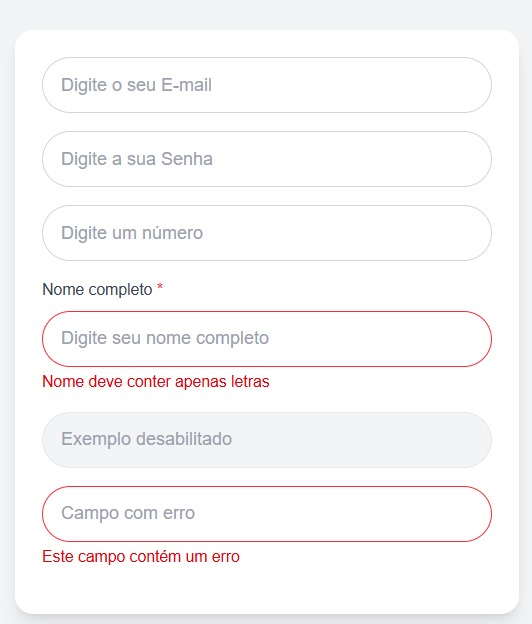 Digite o seu E-mail
Digite a sua Senha
Digite um número
Nome completo *
Digite seu nome completo
Nome deve conter apenas letras
Exemplo desabilitado
Campo com erro
Este campo contém um erro